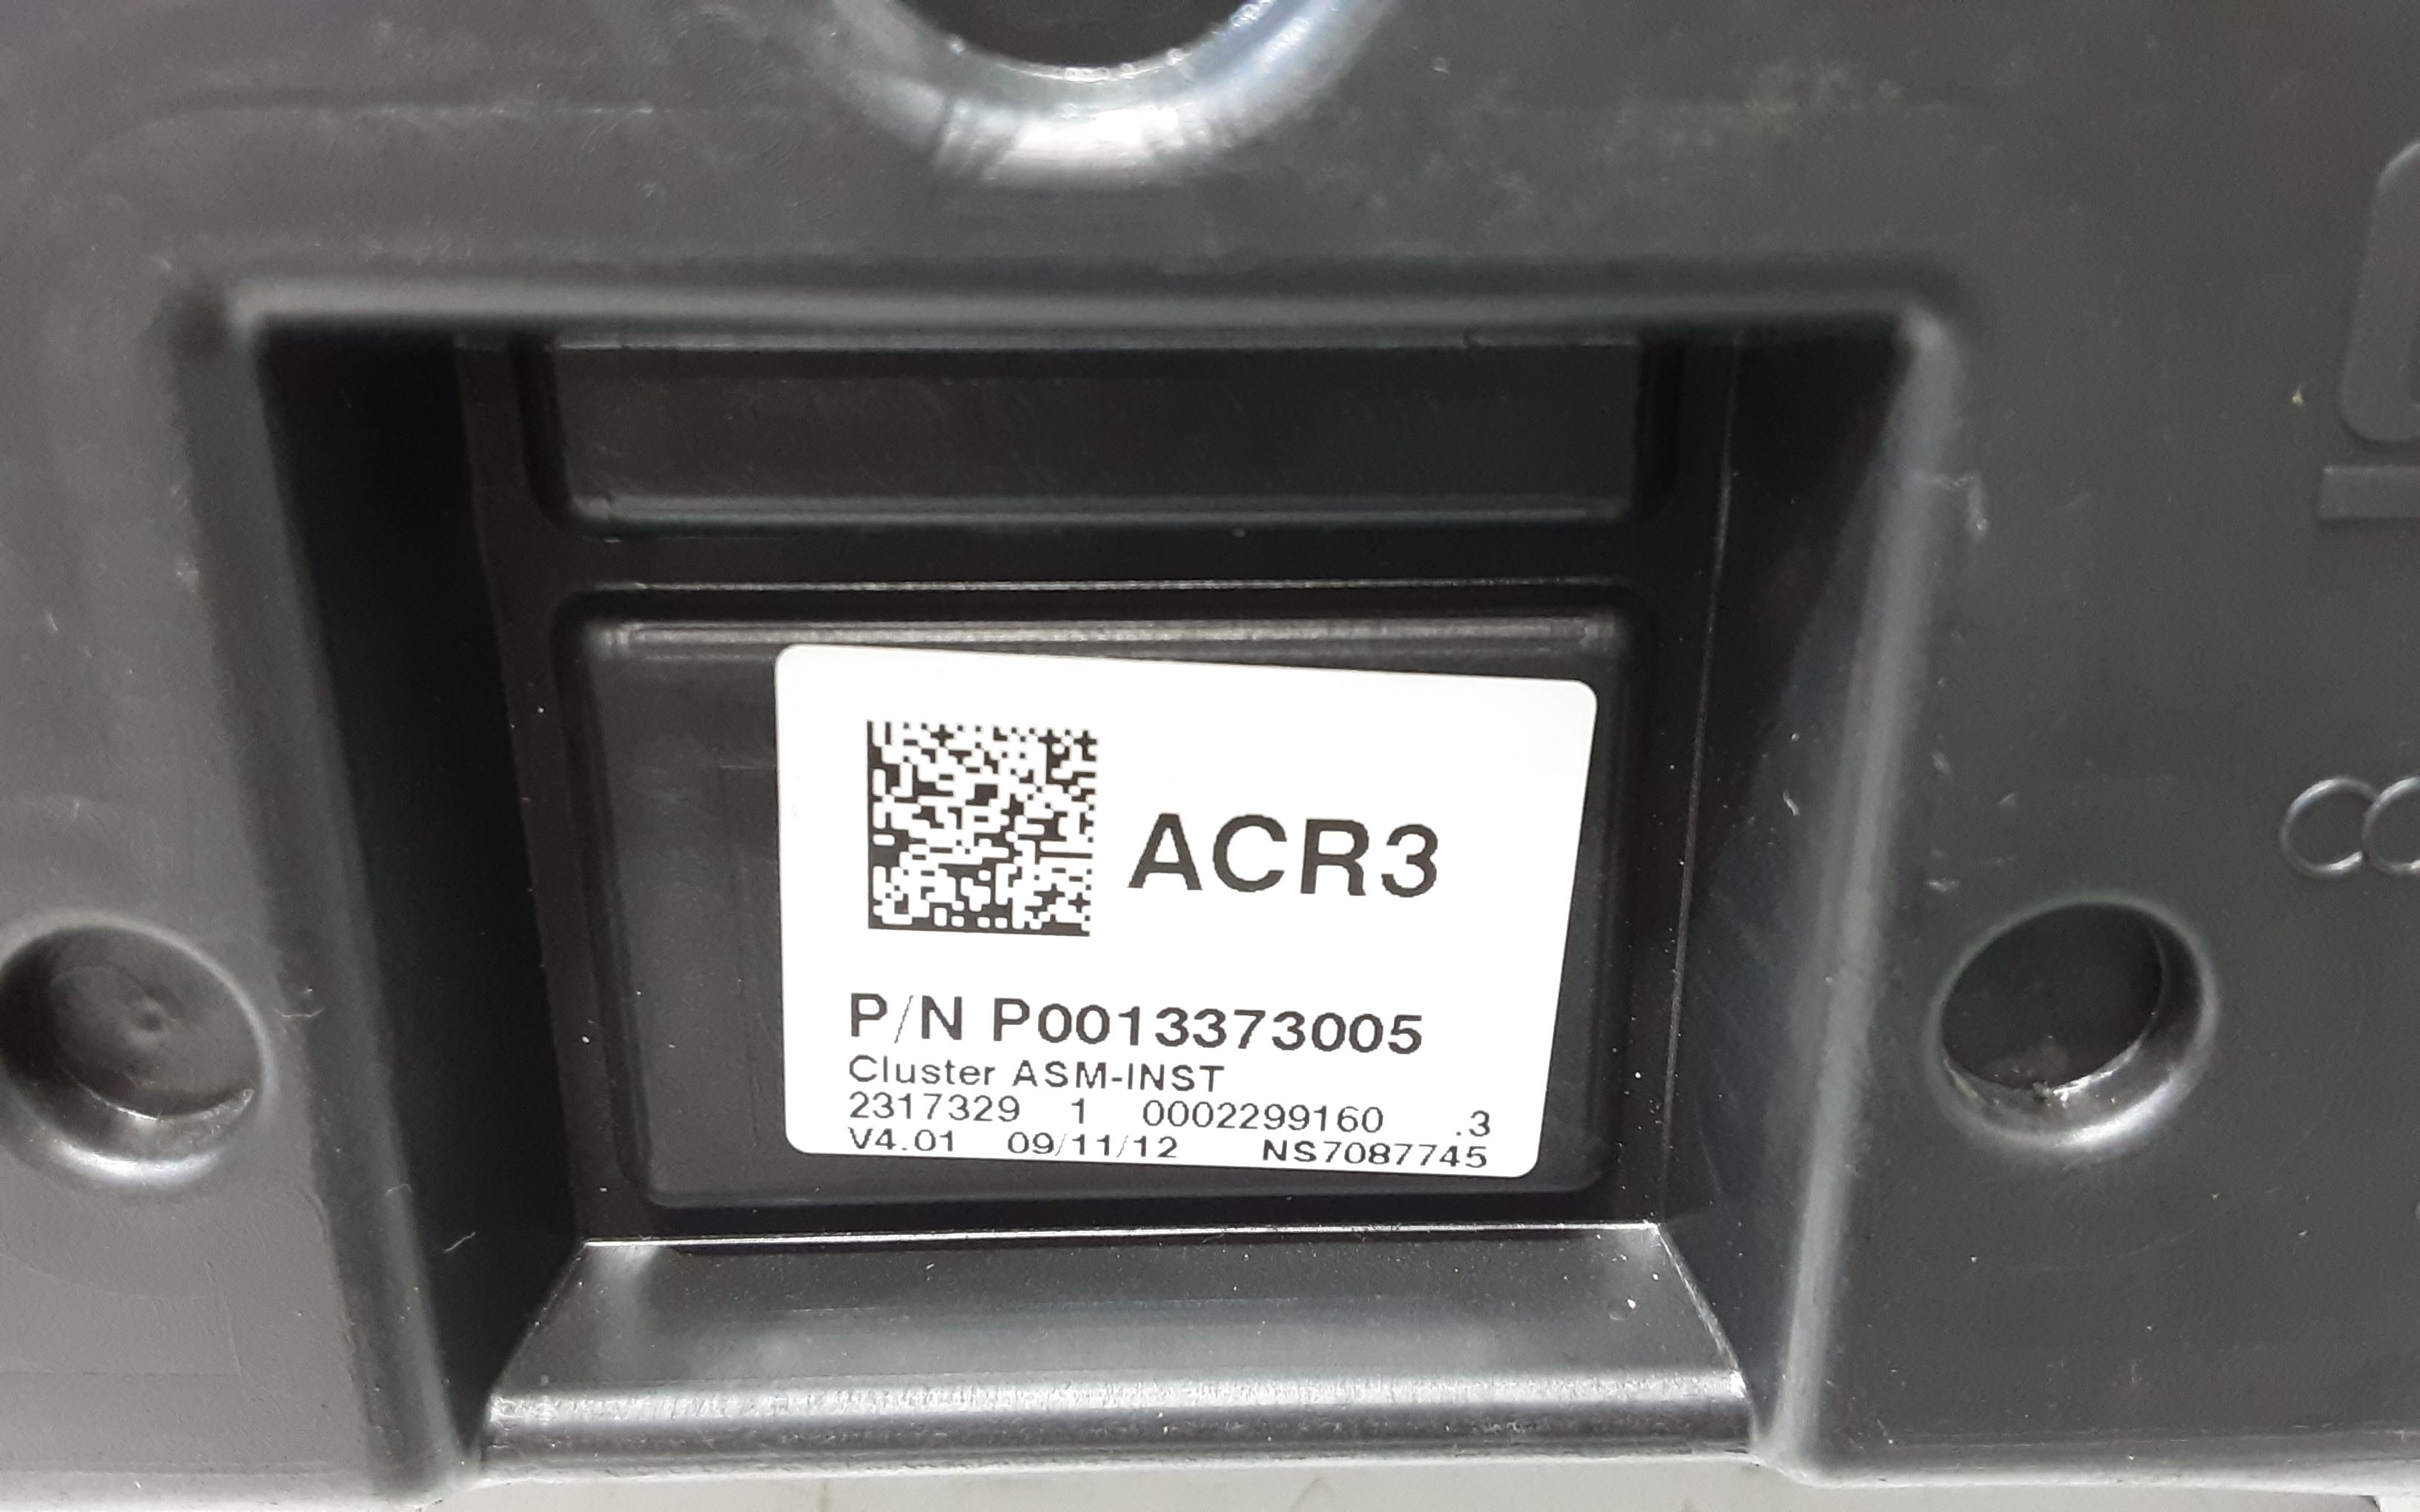 ACR3
P/N P0013373005
Cluster ASM-INST
2317329 1 0002299160 .3
V4.01 09/11/12 NS7087745